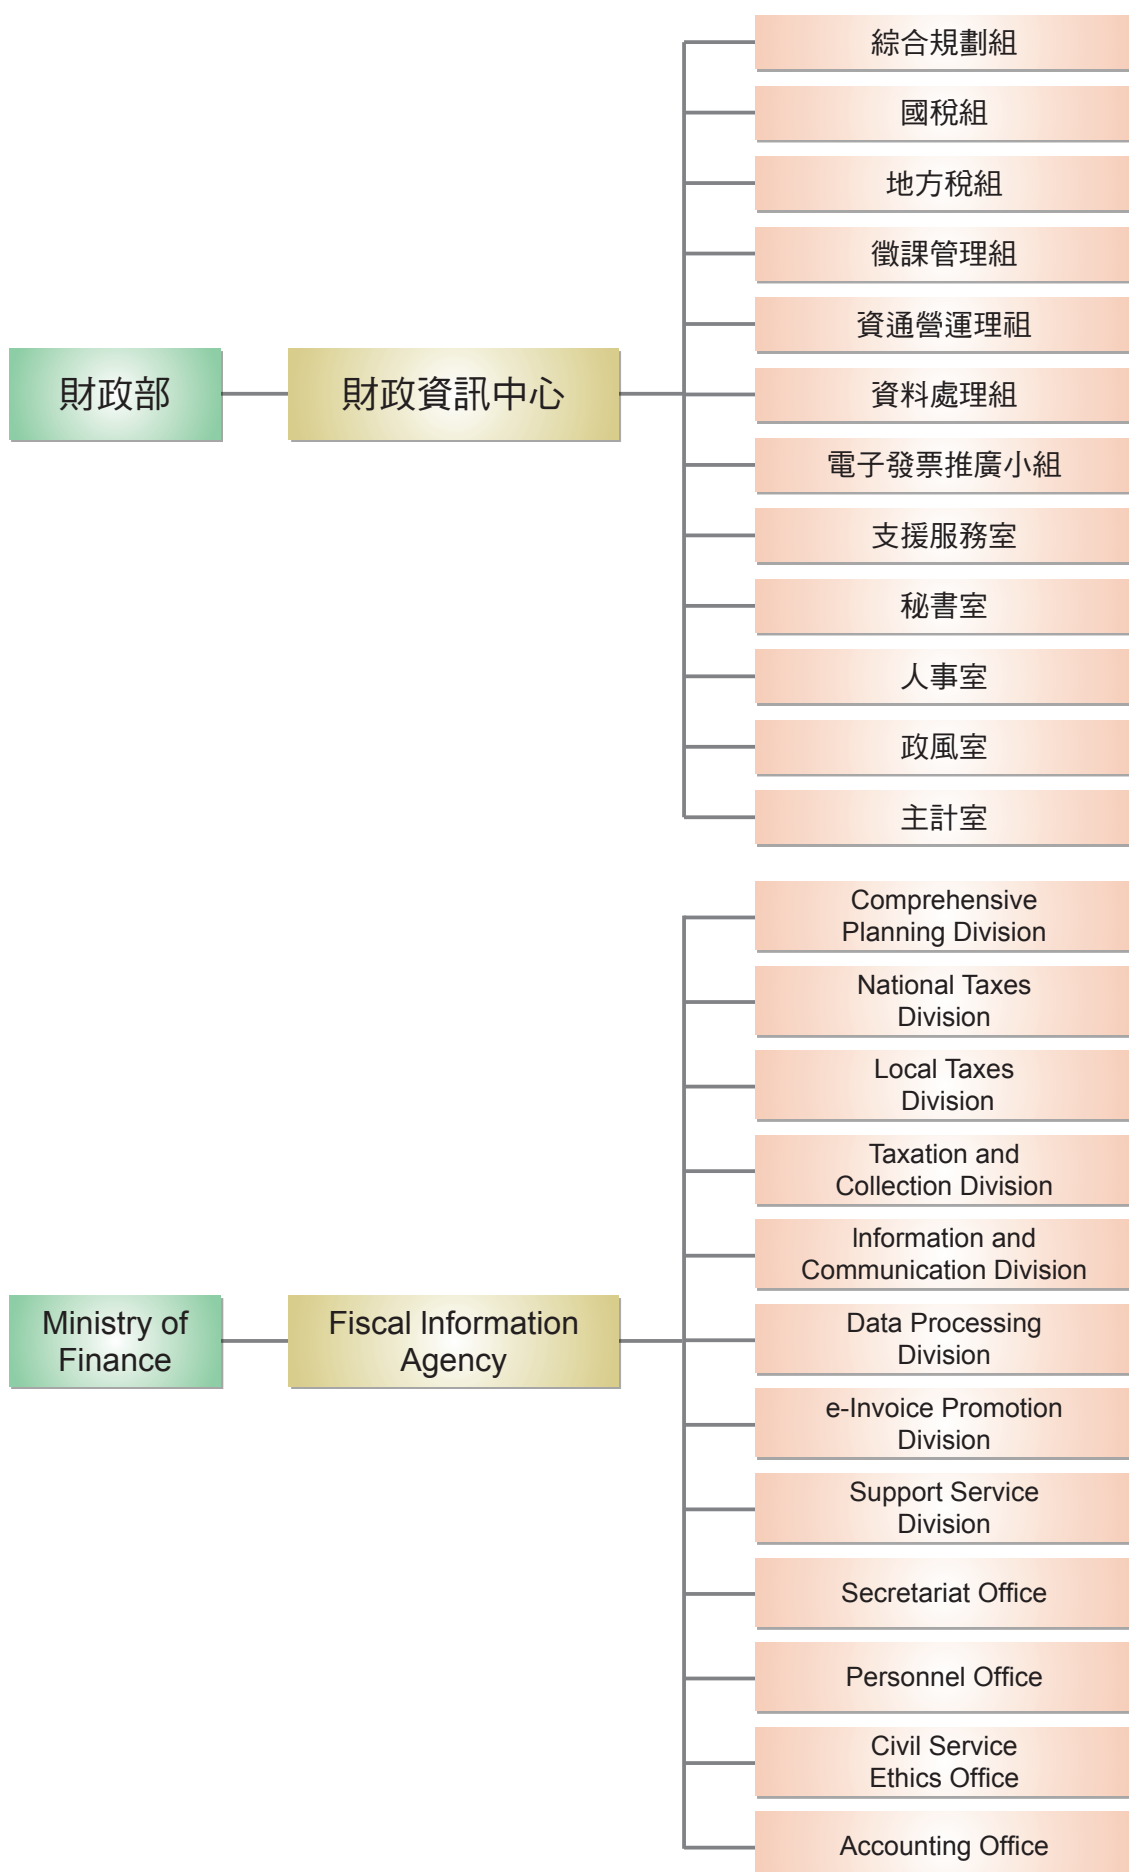 財政部
財政資訊中心
綜合規劃組
國稅組
地方稅組
徵課管理組
資通營運理祖
資料處理組
電子發票推廣小組
支援服務室
秘書室
人事室
政風室
主計室
Ministry of
Finance
Fiscal Information
Agency
Comprehensive
Planning Division
National Taxes
Division
Local Taxes
Division
Taxation and
Collection Division
Information and
Communication Division
Data Processing
Division
e-Invoice Promotion
Division
Support Service
Division
Secretariat Office
Personnel Office
Civil Service
Ethics Office
Accounting Office